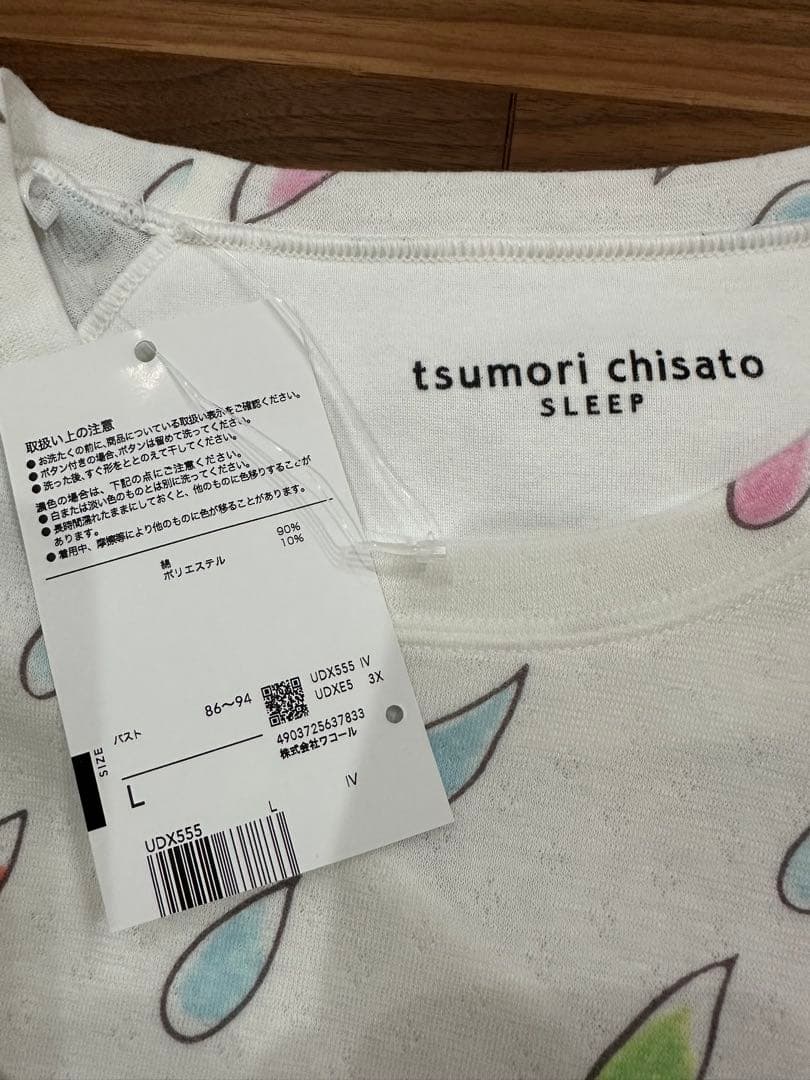 tsumori chisato
SLEEP
取扱い上の注意
● お洗たくの前に、商品についている取扱い表示をご確認ください。
● ボタン付きの場合、ボタンは留めて洗ってください。
● 洗った後、すぐ形をととのえて干してください。
濃色の場合は、下記の点にご注意ください。
● 白または淡い色のものとは別に洗ってください。
● 長時間濡れたままにしておくと、他のものに色移りすることが
あります。
● 着用中、摩擦等により他のものに色が移ることがあります。
綿 90%
ポリエステル 10%
UDX555 IV
UDXE5 3X
バスト 86〜94
4903725637833
株式会社ワコール
SIZE
L IV
UDX555 L